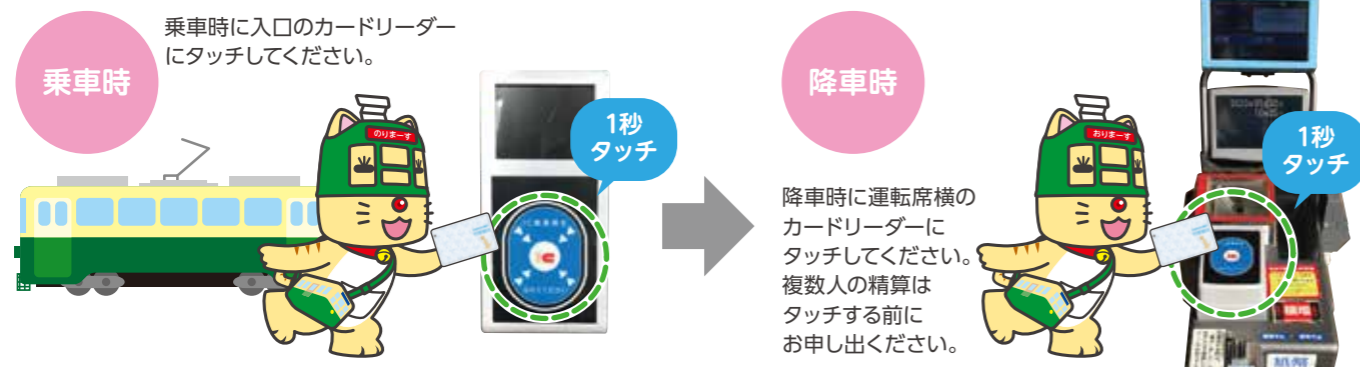 乗車時
乗車時に入口のカードリーダー
にタッチしてください。
のりまーす
1秒
タッチ
降車時
降車時に運転席横の
カードリーダーに
タッチしてください。
複数人の精算は
タッチする前に
お申し出ください。
おりまーす
1秒
タッチ
紙幣